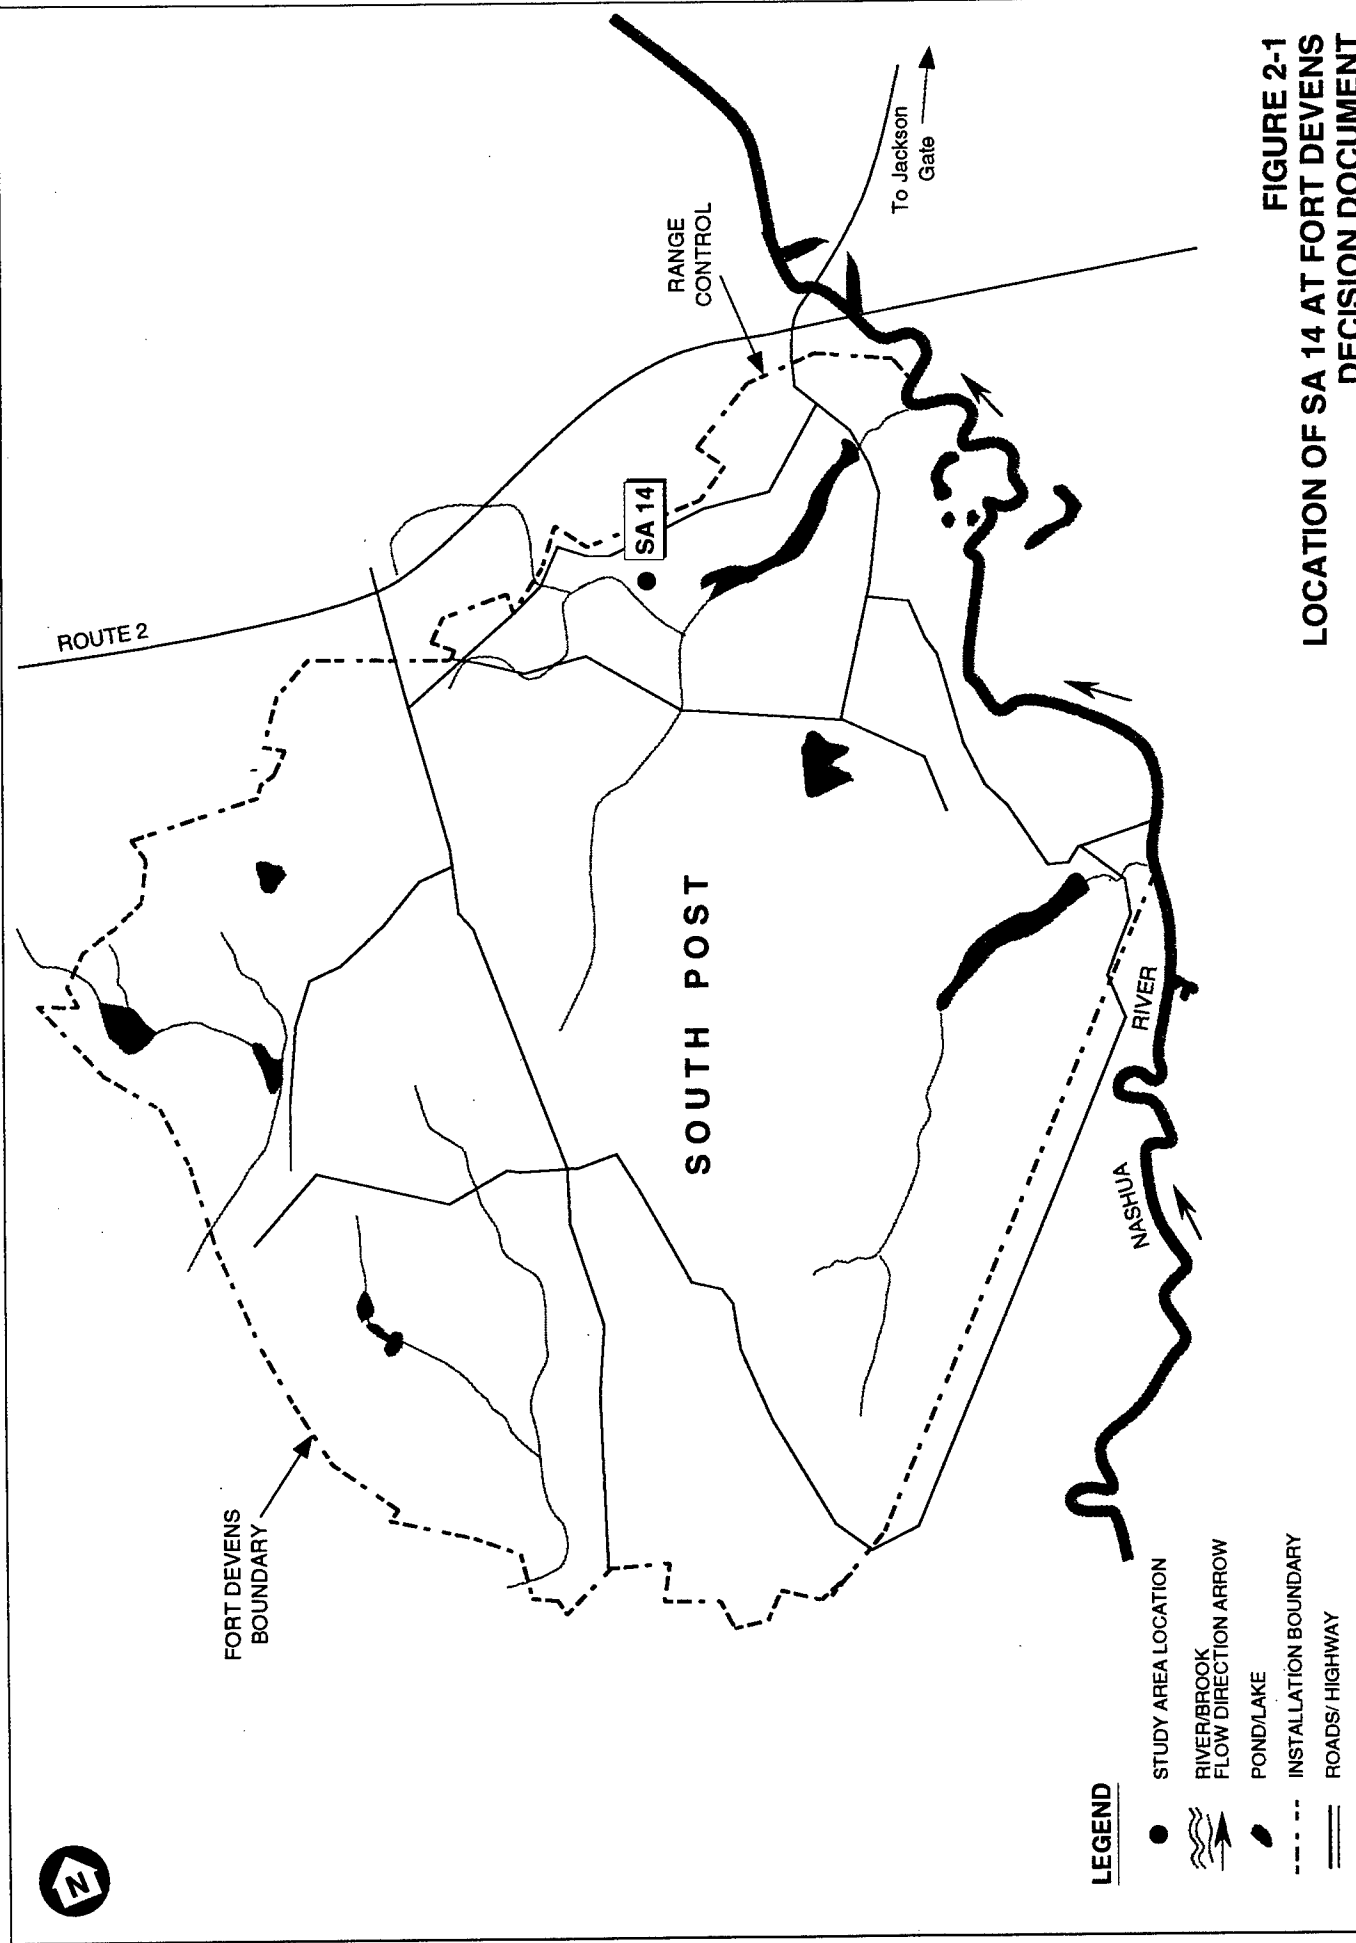 N
ROUTE 2
FORT DEVENS
BOUNDARY
SOUTH POST
SA 14
RANGE
CONTROL
To Jackson
Gate
NASHUA
RIVER
LEGEND
STUDY AREA LOCATION
RIVER/BROOK
FLOW DIRECTION ARROW
POND/LAKE
INSTALLATION BOUNDARY
ROADS/ HIGHWAY
FIGURE 2-1
LOCATION OF SA 14 AT FORT DEVENS
DECISION DOCUMENT